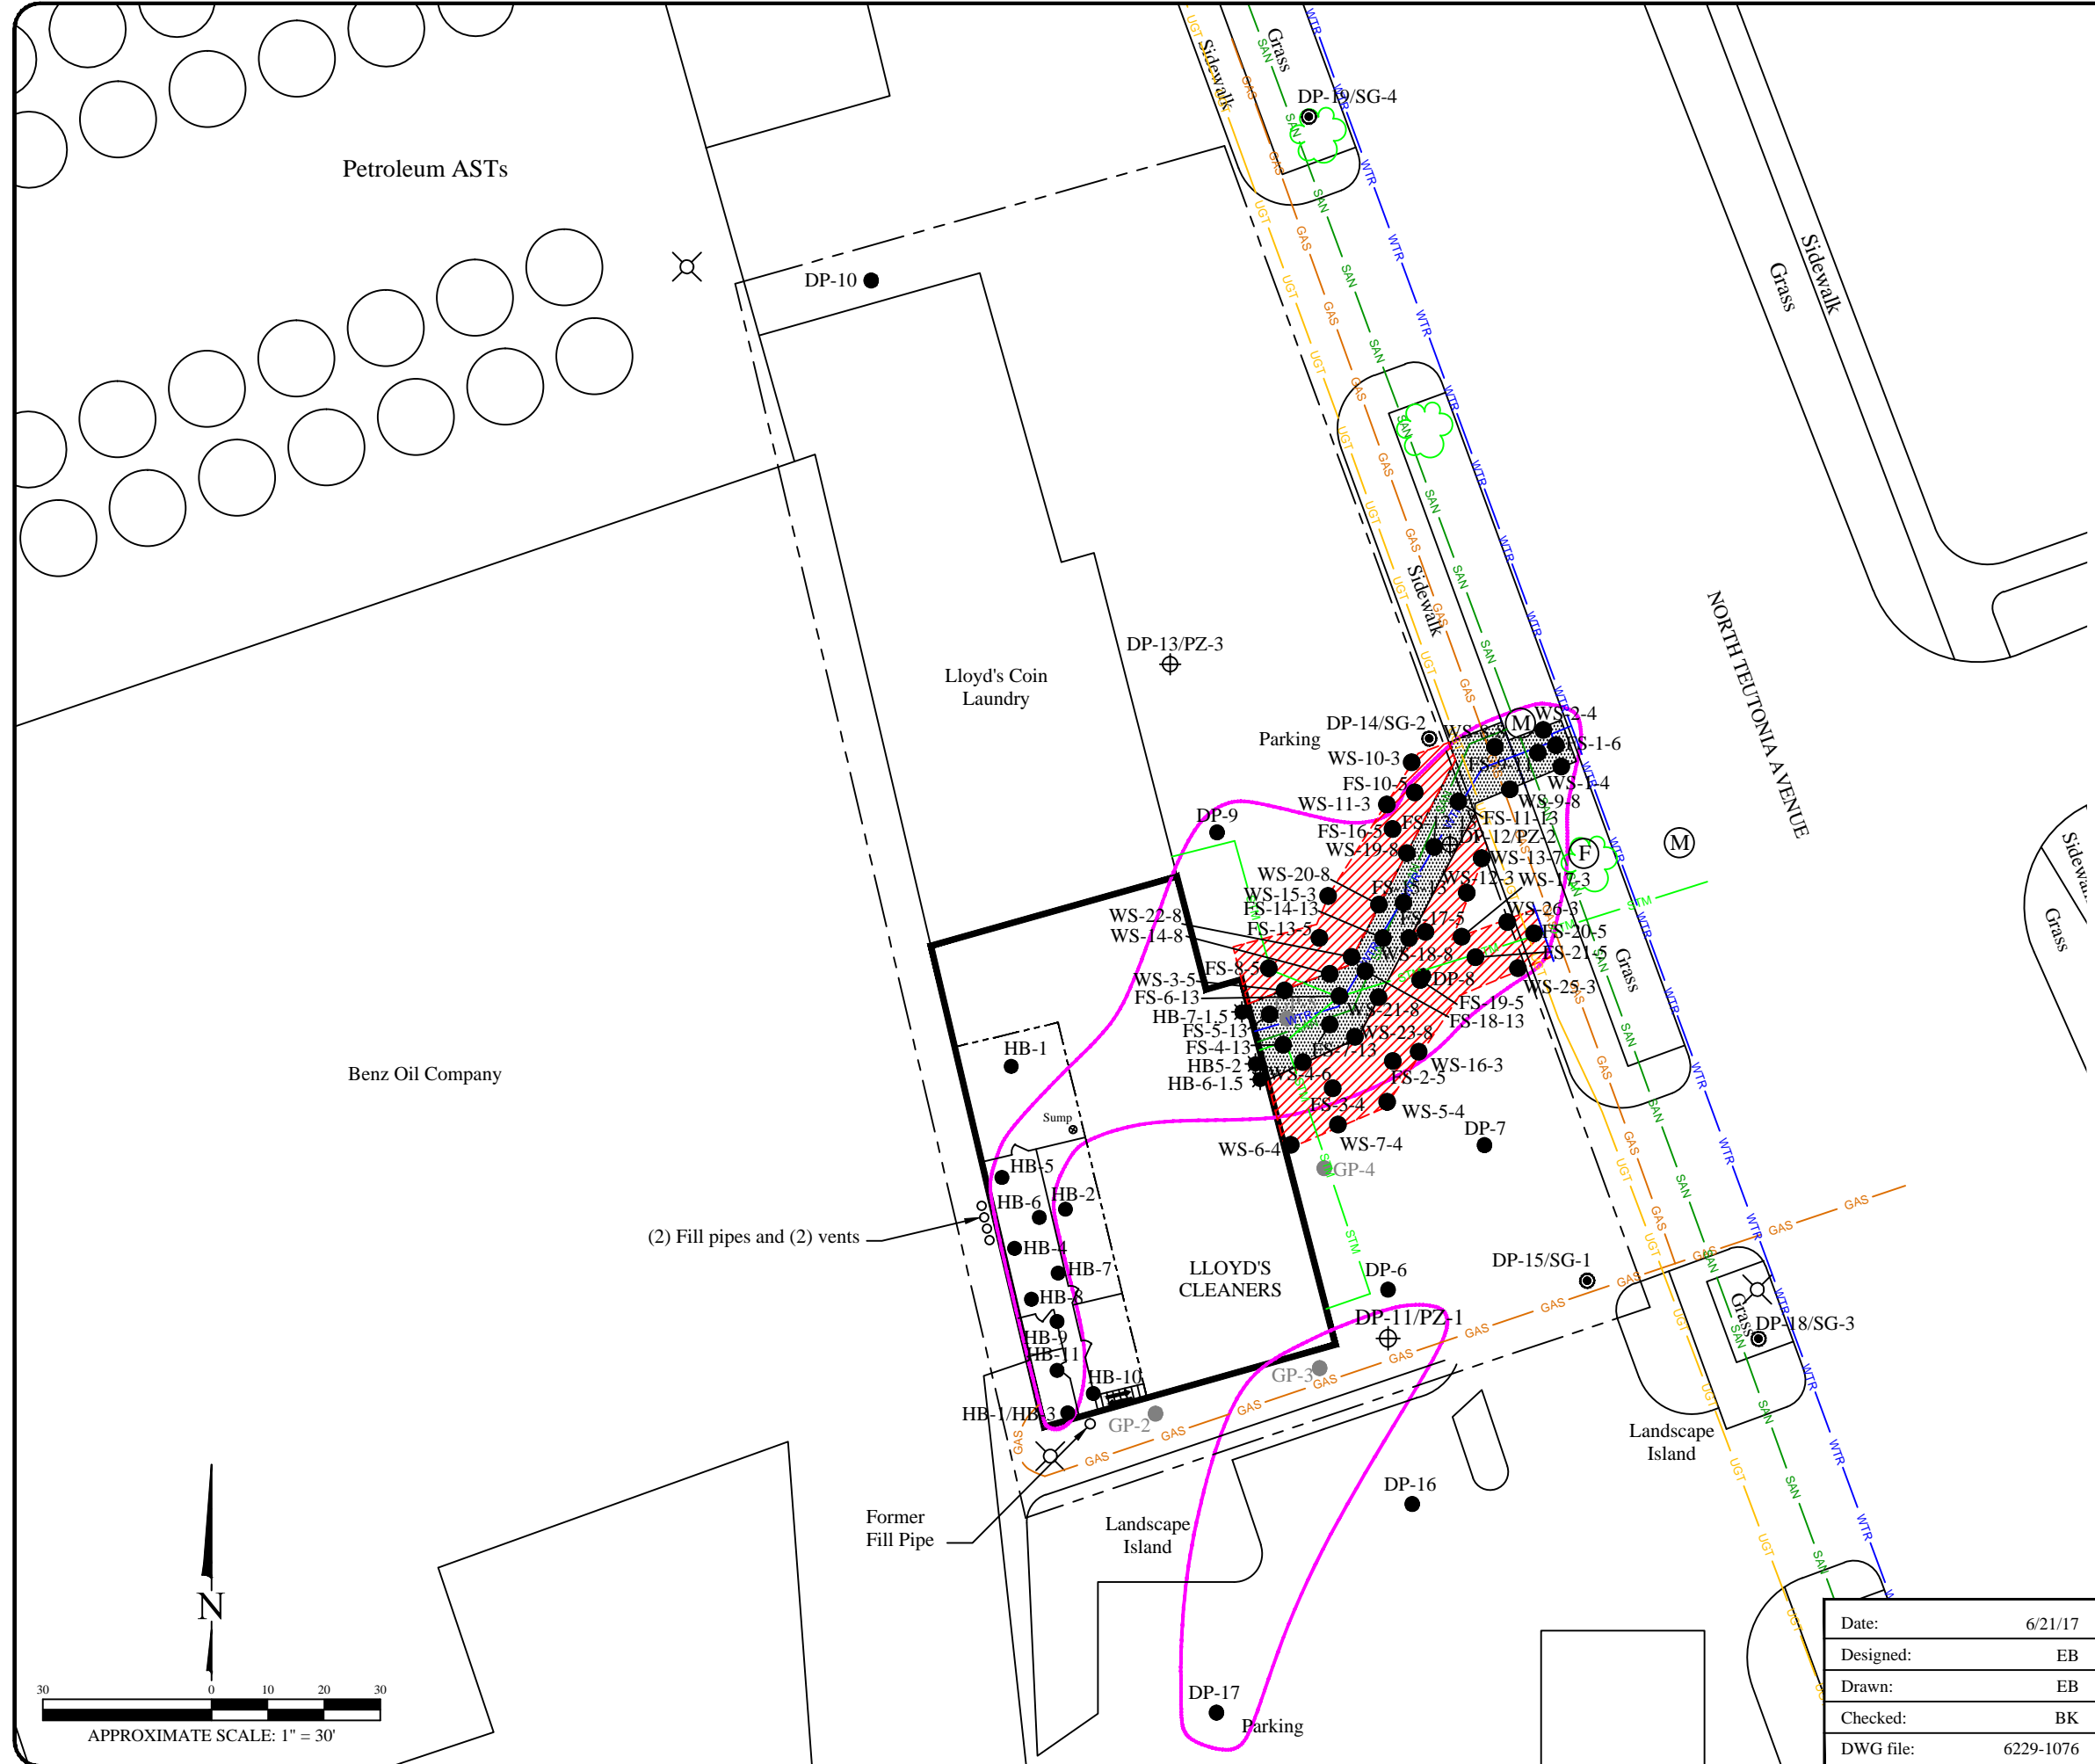 Sidewalk
Grass
DP-19/SG-4
Petroleum ASTs
DP-10
Sidewalk
Grass
NORTH TEUTONIA AVENUE
Sidewalk
DP-13/PZ-3
Lloyd's Coin
Laundry
DP-14/SG-2
Parking
M
WS-2-4
FS-1-6
WS-1-4
WS-10-3
FS-10-5
WS-9-8
WS-11-3
FS-11-13
DP-9
FS-16-5
DP-12/PZ-2
WS-19-8
WS-13-7
F
M
WS-20-8
WS-12-3
WS-17-3
WS-15-3
FS-14-13
WS-22-8
FS-17-5
WS-26-3
WS-14-8
FS-13-5
FS-20-5
WS-18-8
FS-21-5
FS-8-5
WS-3-5
DP-8
WS-25-3
FS-6-13
FS-19-5
HB-7-1.5
WS-21-8
FS-18-13
FS-5-13
WS-23-8
FS-4-13
FS-7-13
HB5-2
WS-4-6
WS-16-3
HB-6-1.5
FS-2-5
FS-3-4
WS-5-4
WS-7-4
WS-6-4
DP-7
GP-4
Grass
Grass
HB-1
Benz Oil Company
Sump
HB-5
HB-6
HB-2
(2) Fill pipes and (2) vents
HB-4
HB-7
HB-8
HB-9
HB-11
HB-10
HB-1/HB-3
LLOYD'S
CLEANERS
DP-6
DP-15/SG-1
DP-11/PZ-1
Grass
DP-18/SG-3
GP-3
GP-2
Landscape
Island
DP-16
Former
Fill Pipe
Landscape
Island
DP-17
Parking
N
30 0 10 20 30
APPROXIMATE SCALE: 1" = 30'
UGT
GAS
SAN
WTR
STM
Date: 6/21/17
Designed: EB
Drawn: EB
Checked: BK
DWG file: 6229-1076